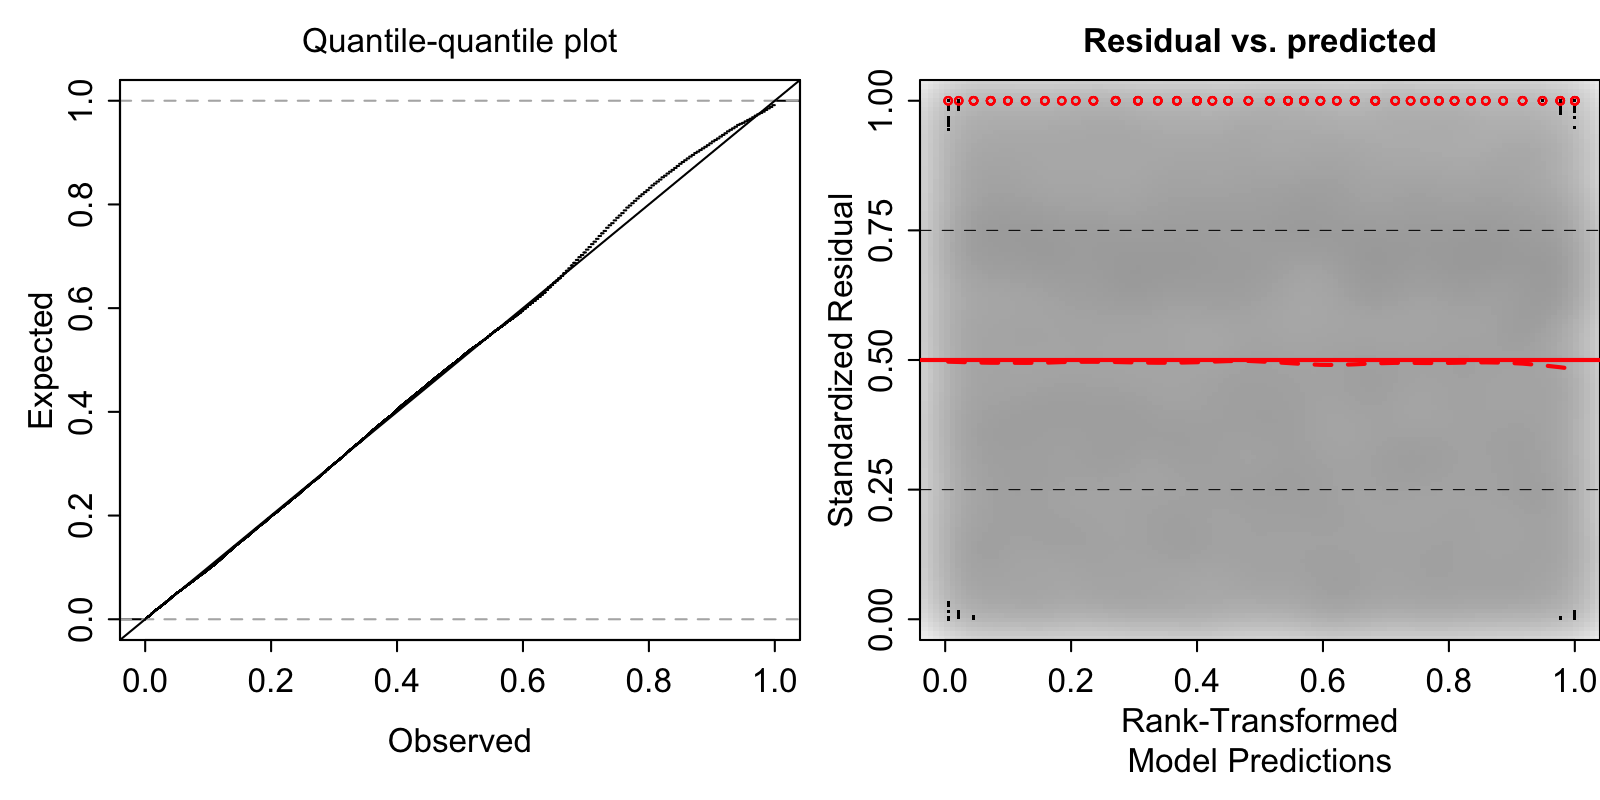 Quantile-quantile plot
Expected
1.0
0.8
0.6
0.4
0.2
0.0
0.0 0.2 0.4 0.6 0.8 1.0
Observed
Residual vs. predicted
Standardized Residual
1.00
0.75
0.50
0.25
0.00
0.0 0.2 0.4 0.6 0.8 1.0
Rank-Transformed
Model Predictions